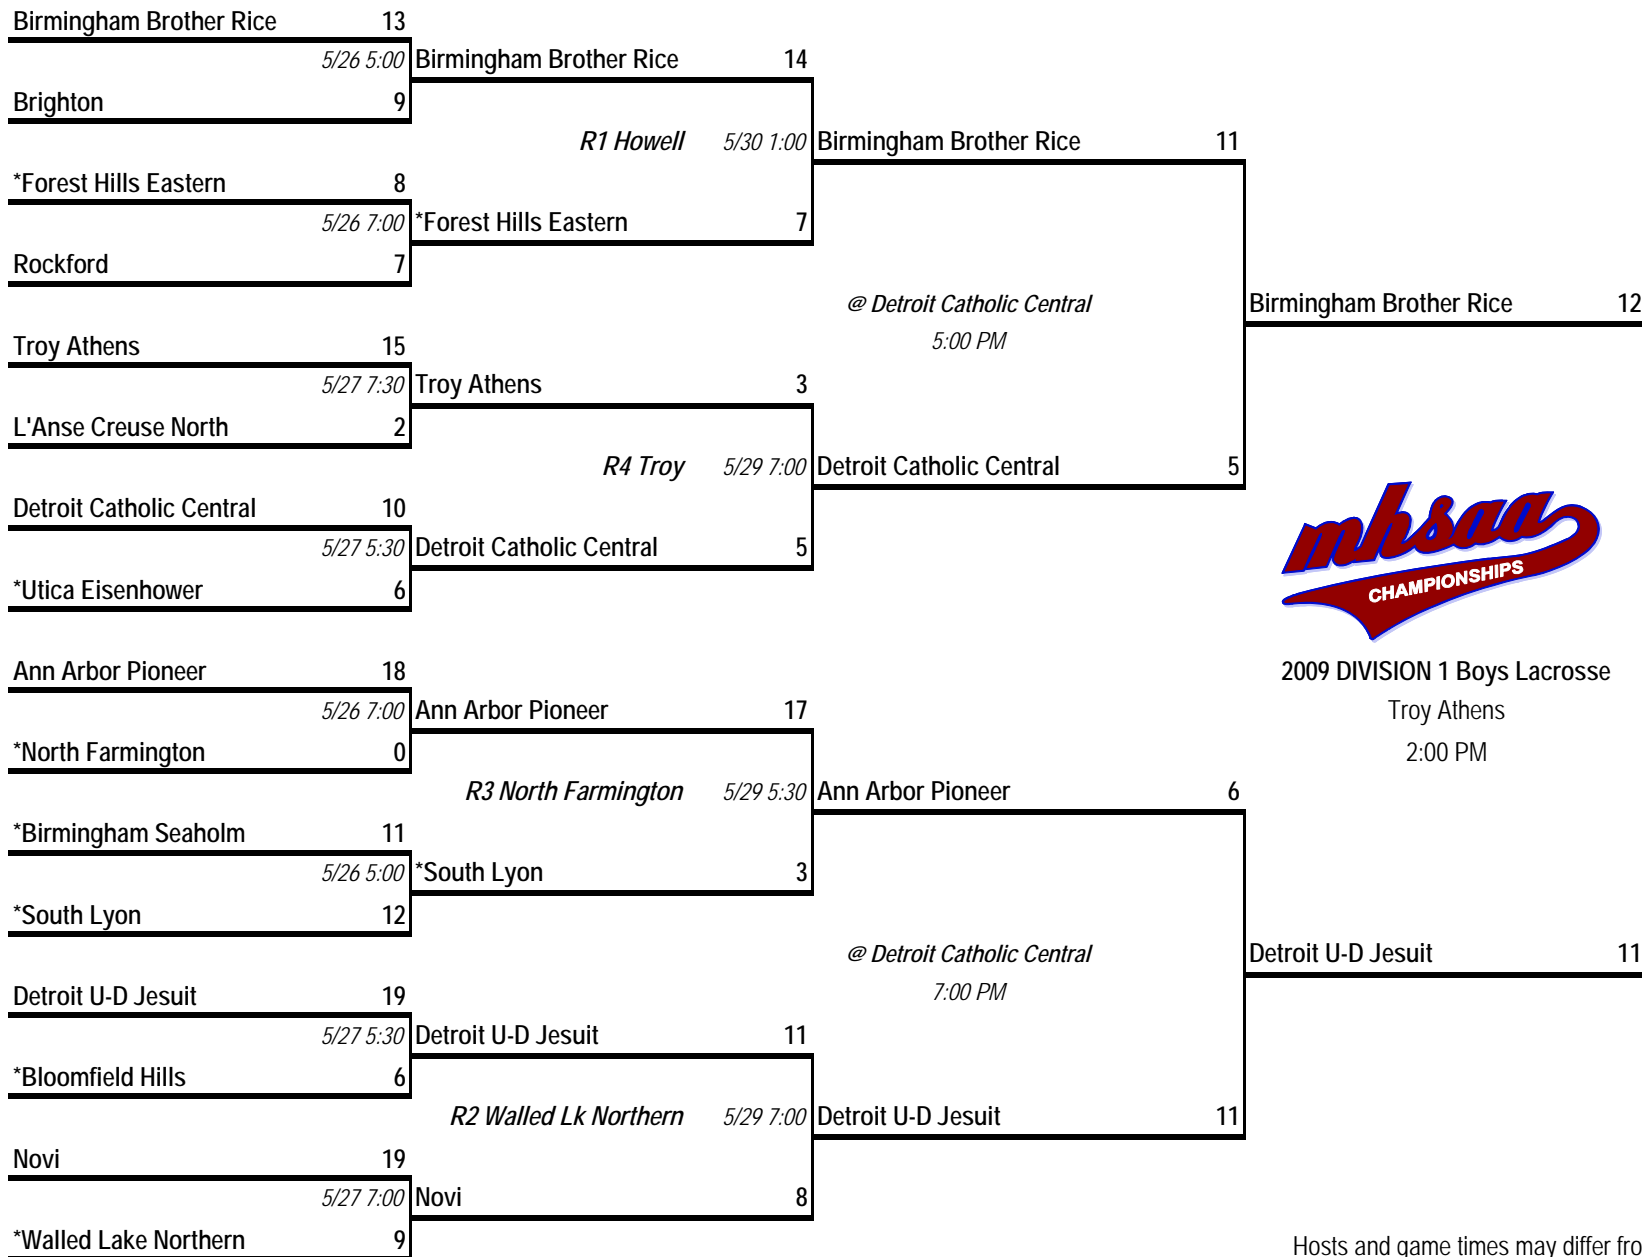 Birmingham Brother Rice 13
5/26 5:00 Birmingham Brother Rice 14
Brighton 9
R1 Howell 5/30 1:00 Birmingham Brother Rice 11
*Forest Hills Eastern 8
5/26 7:00 *Forest Hills Eastern 7
Rockford 7
@ Detroit Catholic Central Birmingham Brother Rice 12
5:00 PM
Troy Athens 15
5/27 7:30 Troy Athens 3
L'Anse Creuse North 2
R4 Troy 5/29 7:00 Detroit Catholic Central 5
Detroit Catholic Central 10
5/27 5:30 Detroit Catholic Central 5
*Utica Eisenhower 6
mhsaa
CHAMPIONSHIPS
2009 DIVISION 1 Boys Lacrosse
Troy Athens
2:00 PM
Ann Arbor Pioneer 18
5/26 7:00 Ann Arbor Pioneer 17
*North Farmington 0
R3 North Farmington 5/29 5:30 Ann Arbor Pioneer 6
*Birmingham Seaholm 11
5/26 5:00 *South Lyon 3
*South Lyon 12
@ Detroit Catholic Central Detroit U-D Jesuit 11
7:00 PM
Detroit U-D Jesuit 19
5/27 5:30 Detroit U-D Jesuit 11
*Bloomfield Hills 6
R2 Walled Lk Northern 5/29 7:00 Detroit U-D Jesuit 11
Novi 19
5/27 7:00 Novi 8
*Walled Lake Northern 9
Hosts and game times may differ fro